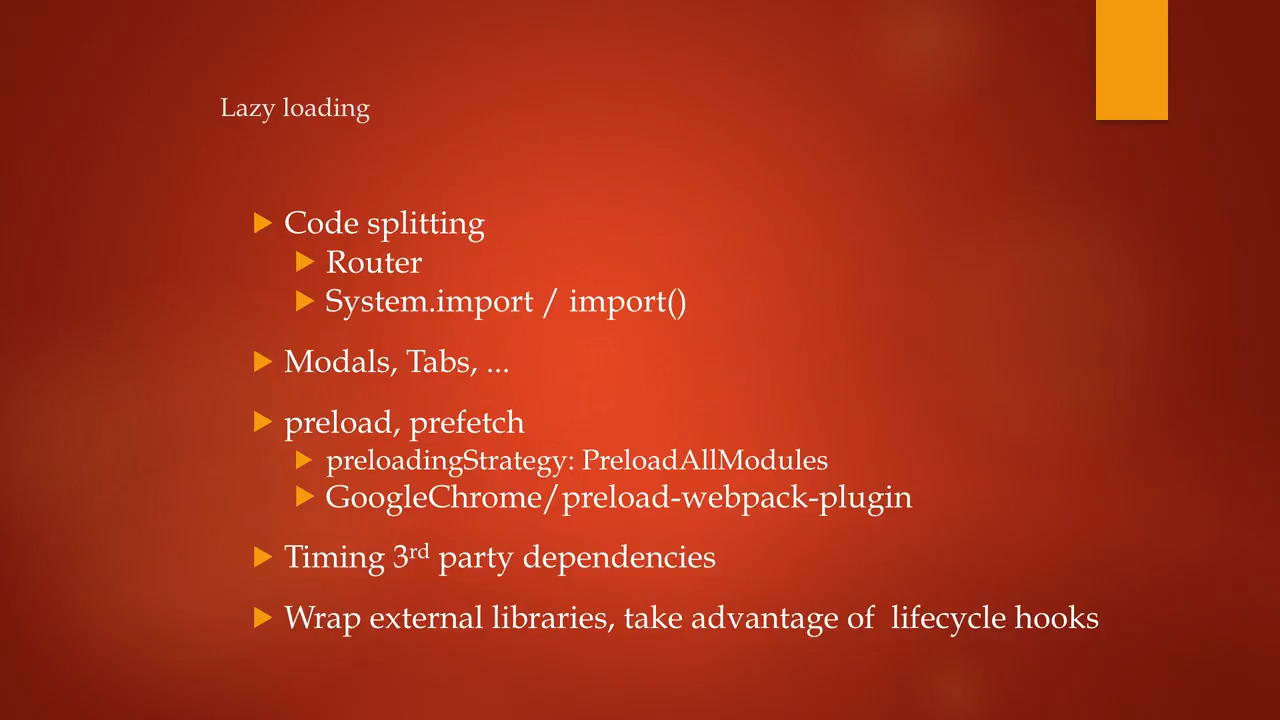 Lazy loading
Code splitting
Router
System.import / import()
Modals, Tabs, ...
preload, prefetch
preloadingStrategy: PreloadAllModules
GoogleChrome/preload-webpack-plugin
Timing 3rd party dependencies
Wrap external libraries, take advantage of  lifecycle hooks